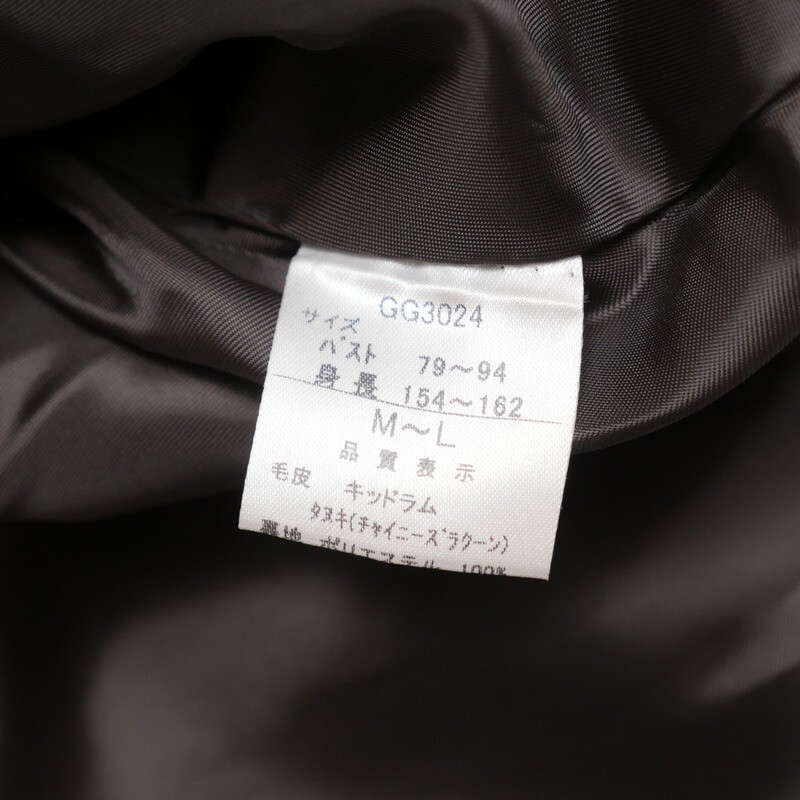 GG3024
サイズ
バスト 79～94
身長 154～162
M～L
品質表示
毛皮 キッドラム
タヌキ(チャイニーズラクーン)
裏地 ポリエステル 100%